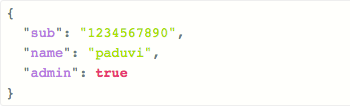 {
  "sub": "1234567890",
  "name": "paduvi",
  "admin": true
}